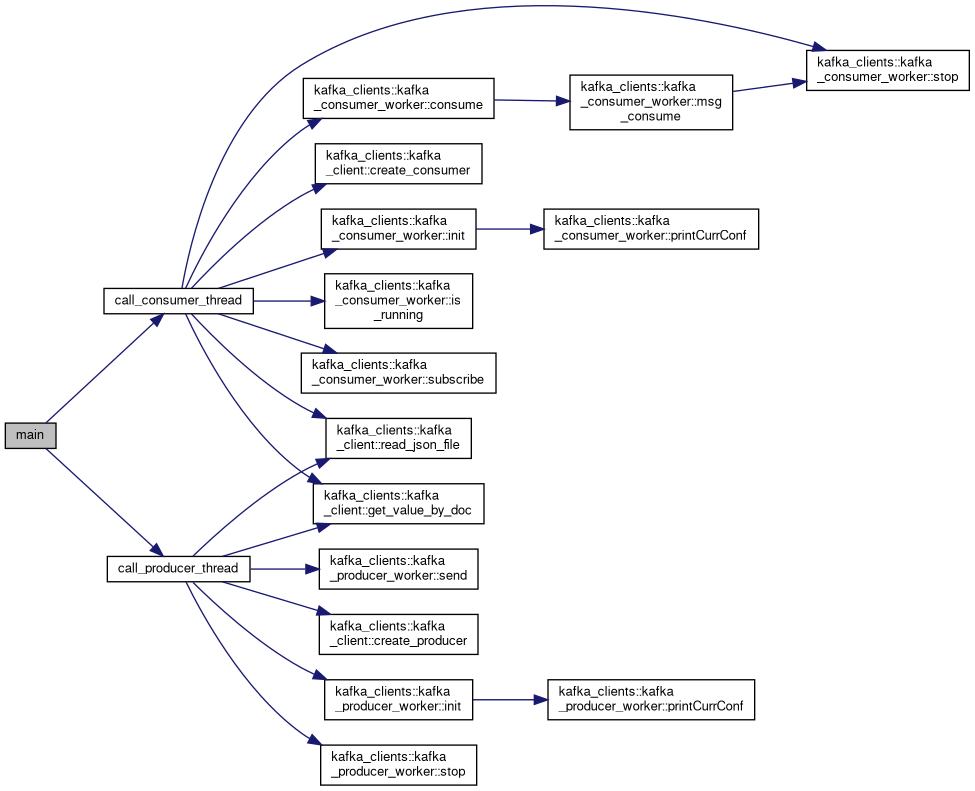 kafka_clients::kafka
_consumer_worker::stop
kafka_clients::kafka
_consumer_worker::consume
kafka_clients::kafka
_consumer_worker::msg
_consume
kafka_clients::kafka
_client::create_consumer
kafka_clients::kafka
_consumer_worker::init
kafka_clients::kafka
_consumer_worker::printCurrConf
call_consumer_thread
kafka_clients::kafka
_consumer_worker::is
_running
kafka_clients::kafka
_consumer_worker::subscribe
main
kafka_clients::kafka
_client::read_json_file
kafka_clients::kafka
_client::get_value_by_doc
call_producer_thread
kafka_clients::kafka
_producer_worker::send
kafka_clients::kafka
_client::create_producer
kafka_clients::kafka
_producer_worker::init
kafka_clients::kafka
_producer_worker::printCurrConf
kafka_clients::kafka
_producer_worker::stop